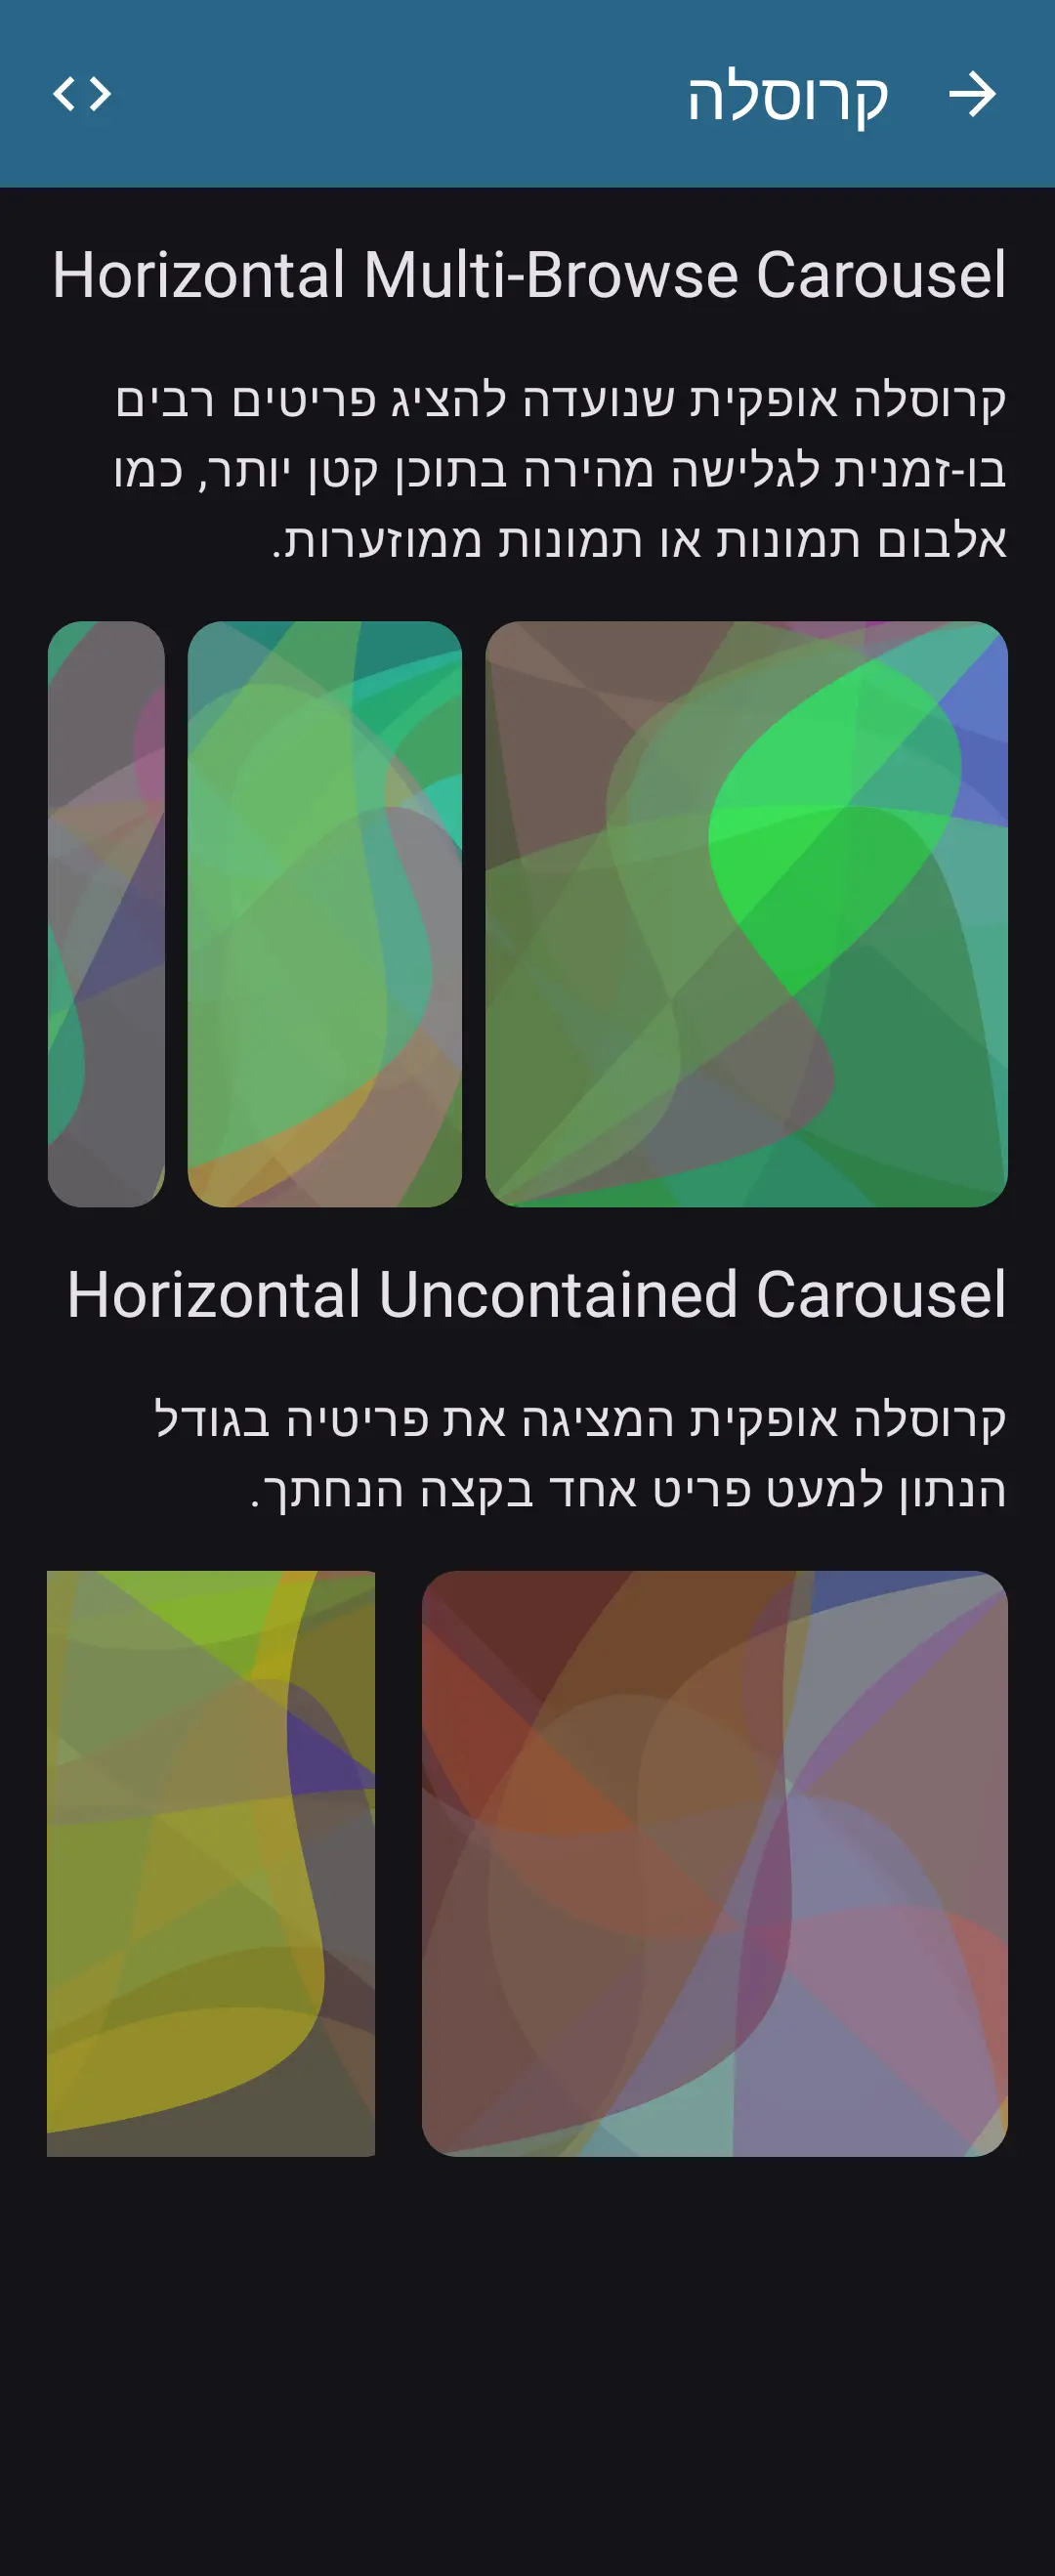 קרוסלה
Horizontal Multi-Browse Carousel
קרוסלה אופקית שנועדה להציג פריטים רבים
בו-זמנית לגלישה מהירה בתוכן קטן יותר, כמו
אלבום תמונות או תמונות ממוזערות.
Horizontal Uncontained Carousel
קרוסלה אופקית המציגה את פריטיה בגודל
הנתון למעט פריט אחד בקצה הנחתך.